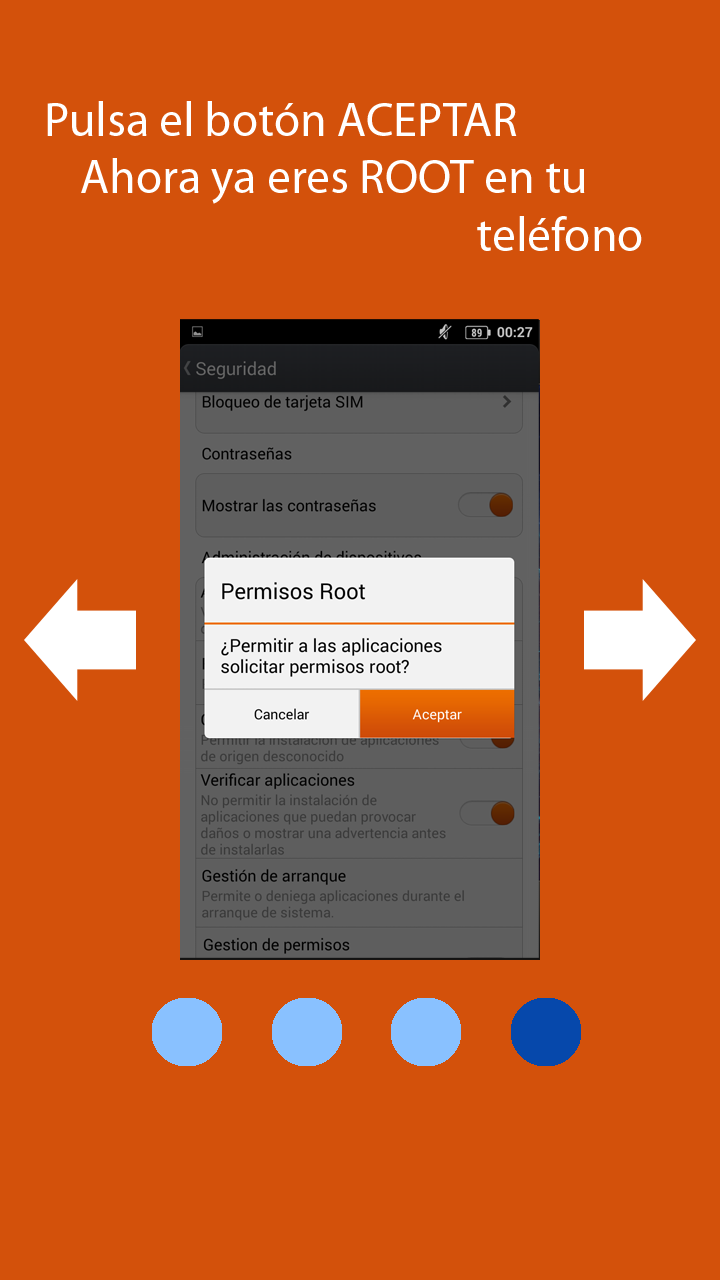 Pulsa el botón ACEPTAR
Ahora ya eres ROOT en tu
teléfono
89 00:27
Seguridad
Bloqueo de tarjeta SIM
Contraseñas
Mostrar las contraseñas
Administración de dispositivos
Permisos Root
¿Permitir a las aplicaciones
solicitar permisos root?
Cancelar Aceptar
Permitir la instalación de aplicaciones
de origen desconocido
Verificar aplicaciones
No permitir la instalación de
aplicaciones que puedan provocar
daños o mostrar una advertencia antes
de instalarlas
Gestión de arranque
Permite o deniega aplicaciones durante el
arranque de sistema.
Gestion de permisos